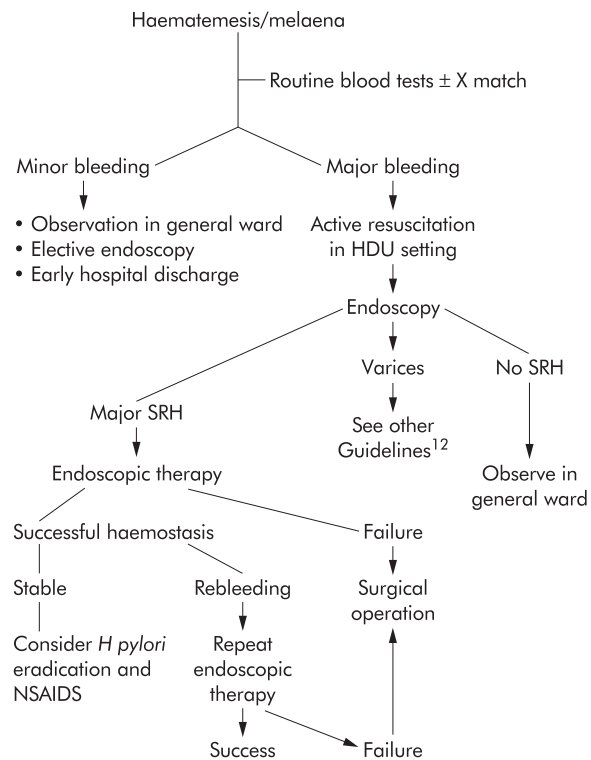 Haematemesis/melaena
Routine blood tests ± X match
Minor bleeding
Major bleeding
• Observation in general ward
• Elective endoscopy
• Early hospital discharge
Active resuscitation
in HDU setting
Endoscopy
Varices
No SRH
Major SRH
See other
Guidelines12
Endoscopic therapy
Observe in
general ward
Successful haemostasis
Failure
Stable
Rebleeding
Surgical
operation
Consider H pylori
eradication and
NSAIDS
Repeat
endoscopic
therapy
Success
Failure